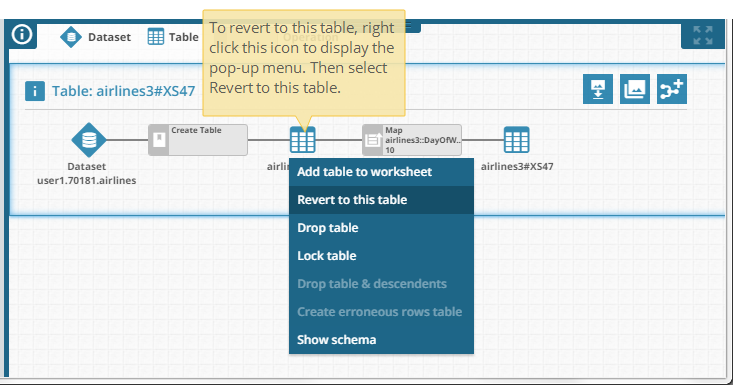 To revert to this table, right
click this icon to display the
pop-up menu. Then select
Revert to this table.
Dataset
Table
Operation
Table: airlines3#XS47
Create Table
Map
airlines3::DayOfW..
10
Dataset
user1.70181.airlines
airlines3#XS47
Add table to worksheet
Revert to this table
Drop table
Lock table
Drop table & descendents
Create erroneous rows table
Show schema